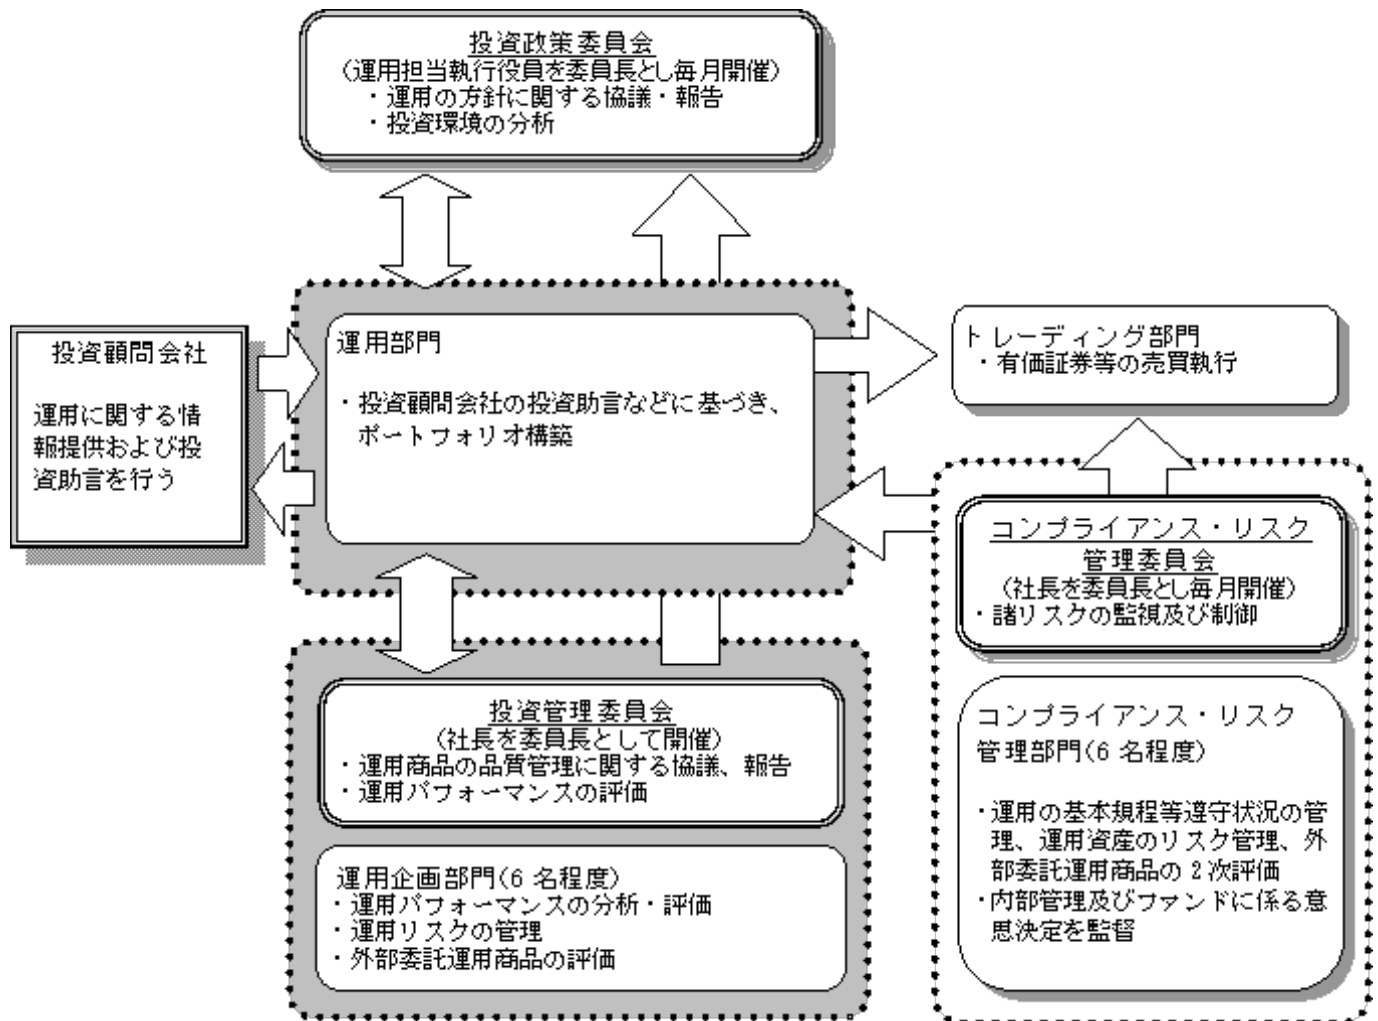 投資政策委員会
（運用担当執行役員を委員長とし毎月開催）
・運用の方針に関する協議・報告
・投資環境の分析
投資顧問会社
運用に関する情
報提供および投
資助言を行う
運用部門
・投資顧問会社の投資助言などに基づき、
ポートフォリオ構築
トレーディング部門
・有価証券等の売買執行
コンプライアンス・リスク
管理委員会
（社長を委員長とし毎月開催）
・諸リスクの監視及び制御
コンプライアンス・リスク
管理部門(6 名程度)
・運用の基本規程等遵守状況の管
理、運用資産のリスク管理、外
部委託運用商品の 2 次評価
・内部管理及びファンドに係る意
思決定を監督
投資管理委員会
（社長を委員長として開催）
・運用商品の品質管理に関する協議、報告
・運用パフォーマンスの評価
運用企画部門(6 名程度)
・運用パフォーマンスの分析・評価
・運用リスクの管理
・外部委託運用商品の評価